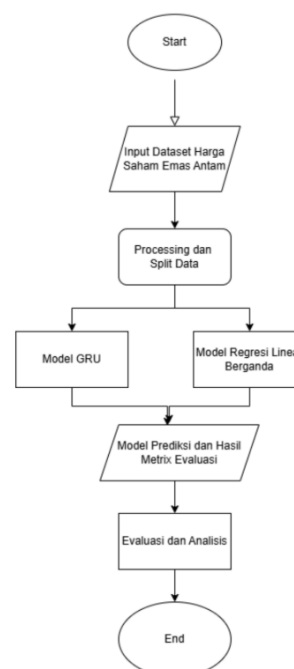 Start
Input Dataset Harga
Saham Emas Antam
Processing dan
Split Data
Model GRU
Model Regresi Linea
Berganda
Model Prediksi dan Hasil
Metrix Evaluasi
Evaluasi dan Analisis
End